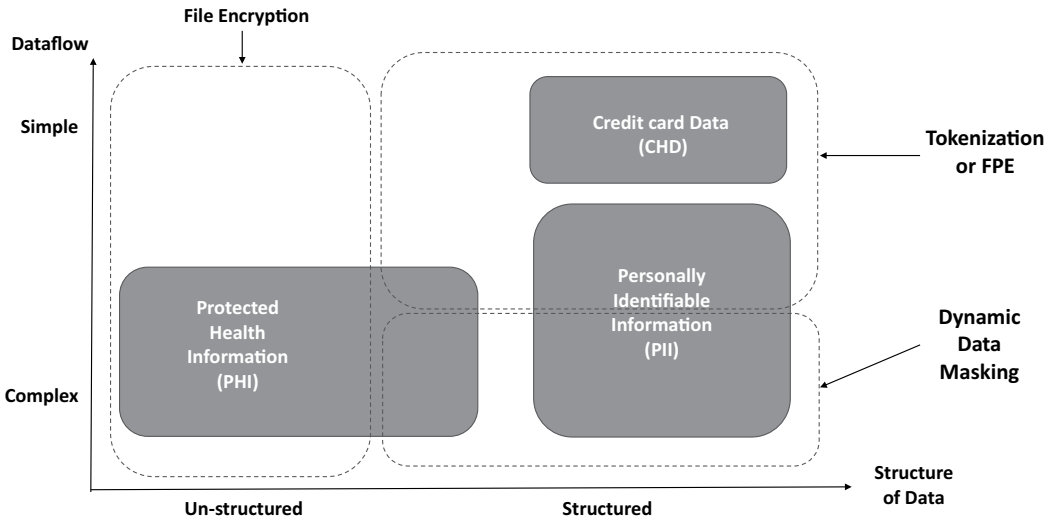 File Encryption
Dataflow
Simple
Credit card Data
(CHD)
Tokenization
or FPE
Personally
Identifiable
Information
(PII)
Protected
Health
Information
(PHI)
Dynamic
Data
Masking
Complex
Structure
of Data
Un-structured
Structured